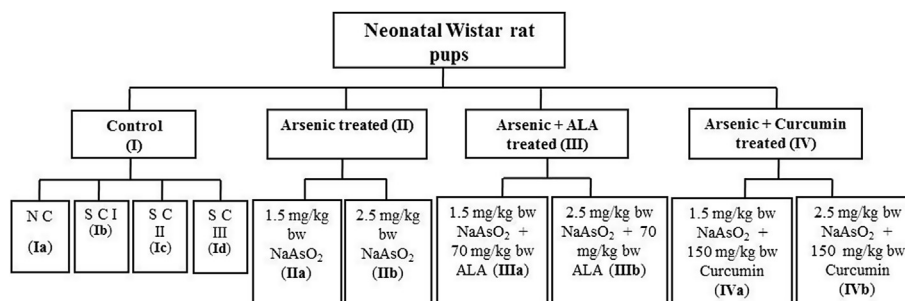 Neonatal Wistar rat
pups
Control
(I)
Arsenic treated (II)
Arsenic + ALA
treated (III)
Arsenic + Curcumin
treated (IV)
N C
(Ia)
S C I
(Ib)
S C
II
(Ic)
S C
III
(Id)
1.5 mg/kg
bw
NaAsO₂
(IIa)
2.5 mg/kg
bw
NaAsO₂
(IIb)
1.5 mg/kg bw
NaAsO₂ +
70 mg/kg bw
ALA (IIIa)
2.5 mg/kg bw
NaAsO₂ + 70
mg/kg bw
ALA (IIIb)
1.5 mg/kg bw
NaAsO₂ +
150 mg/kg bw
Curcumin
(IVa)
2.5 mg/kg bw
NaAsO₂ +
150 mg/kg bw
Curcumin
(IVb)